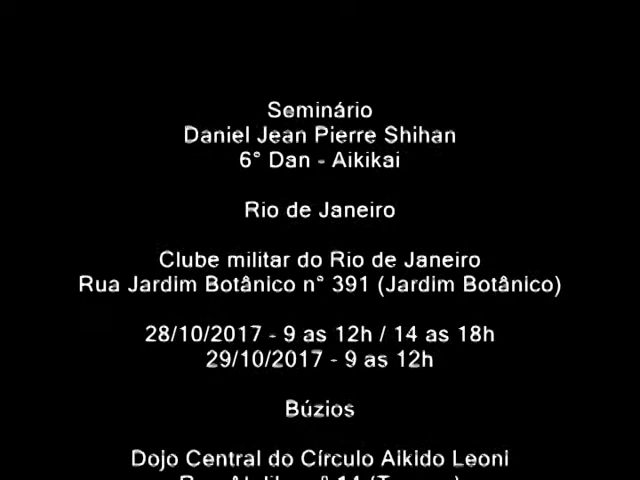 Seminário
Daniel Jean Pierre Shihan
6° Dan - Aikikai
Rio de Janeiro
Clube militar do Rio de Janeiro
Rua Jardim Botânico n° 391 (Jardim Botânico)
28/10/2017 - 9 as 12h / 14 as 18h
29/10/2017 - 9 as 12h
Búzios
Dojo Central do Círculo Aikido Leoni